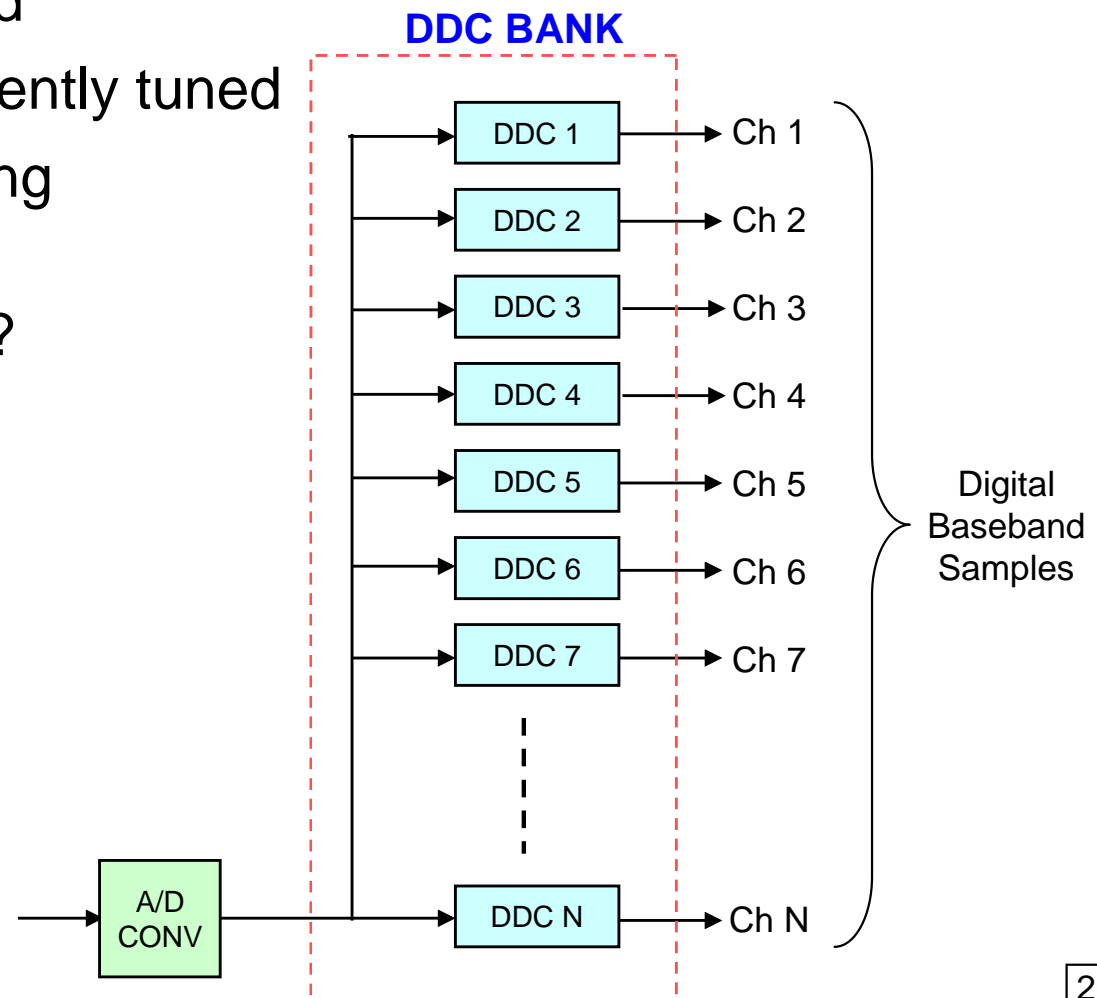 DDC BANK
ently tuned
ng
?
DDC 1
Ch 1
DDC 2
Ch 2
DDC 3
Ch 3
DDC 4
Ch 4
DDC 5
Ch 5
DDC 6
Ch 6
DDC 7
Ch 7
DDC N
Ch N
A/D
CONV
Digital
Baseband
Samples
2